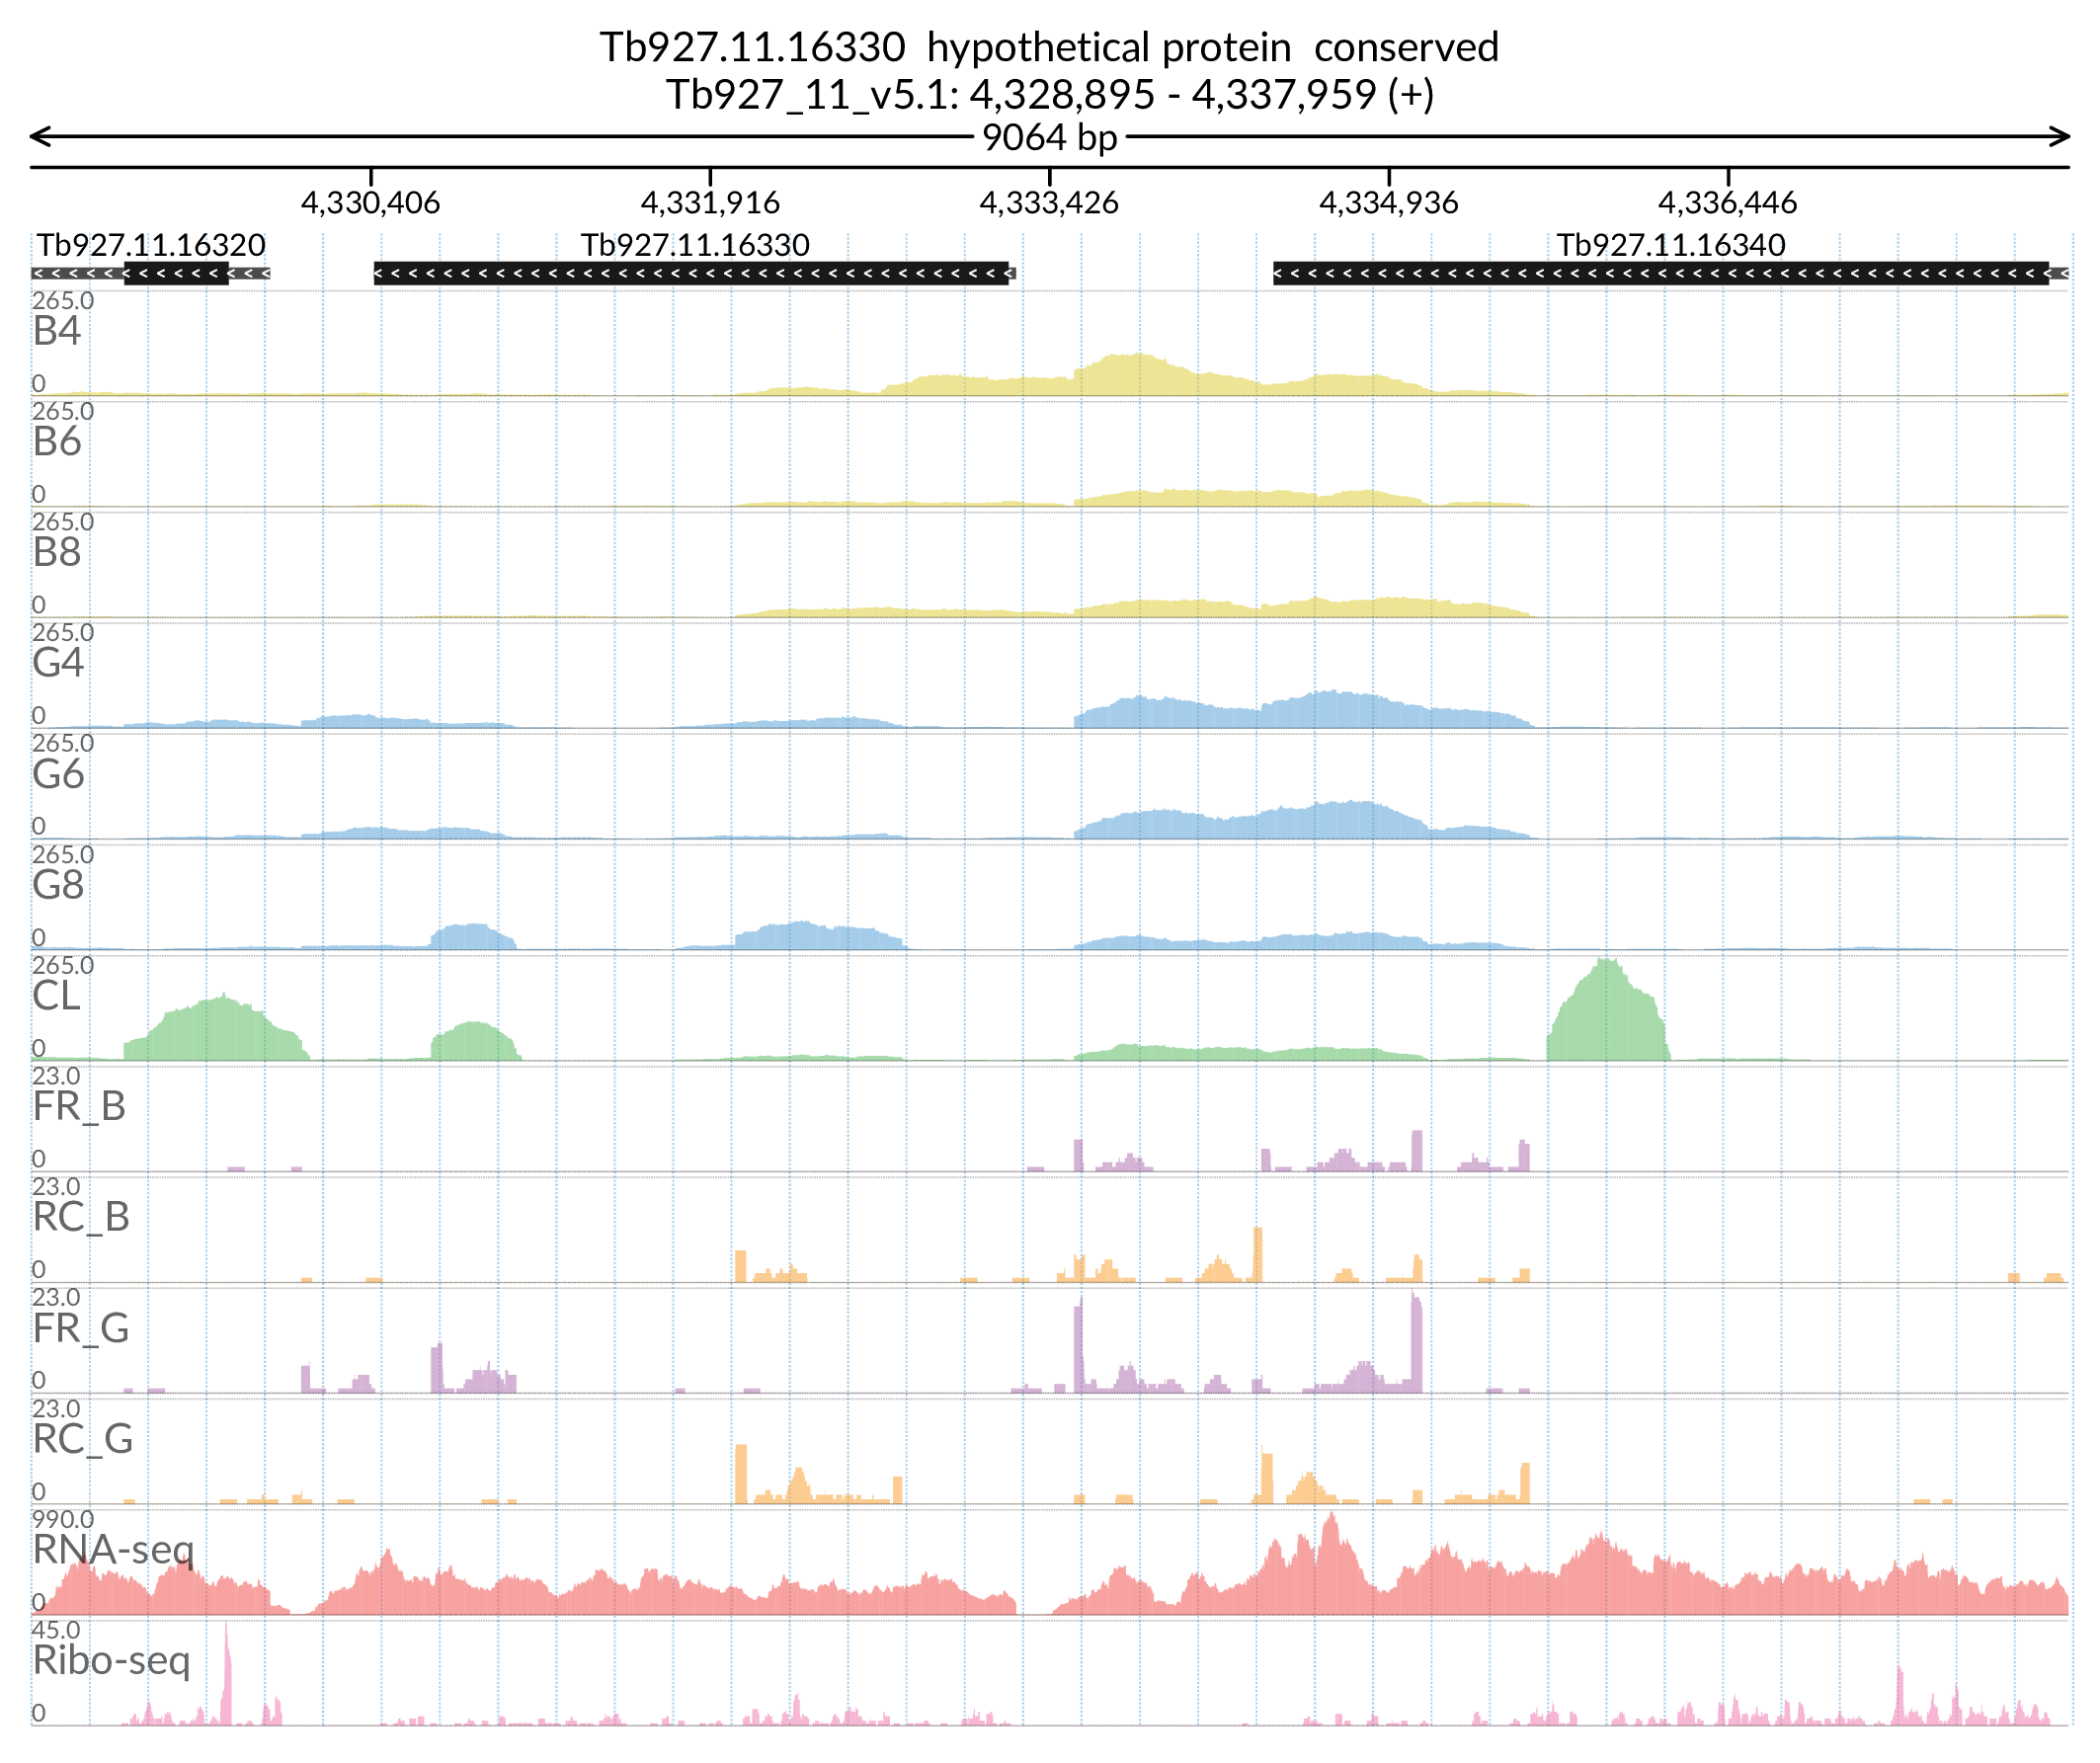 Tb927.11.16330 hypothetical protein conserved
Tb927_11_v5.1: 4,328,895 - 4,337,959 (+)
9064 bp
4,330,406 4,331,916 4,333,426 4,334,936 4,336,446
Tb927.11.16320 Tb927.11.16330 Tb927.11.16340
265.0
B4
0
265.0
B6
0
265.0
B8
0
265.0
G4
0
265.0
G6
0
265.0
G8
0
265.0
CL
0
23.0
FR_B
0
23.0
RC_B
0
23.0
FR_G
0
23.0
RC_G
0
990.0
RNA-seq
0
45.0
Ribo-seq
0